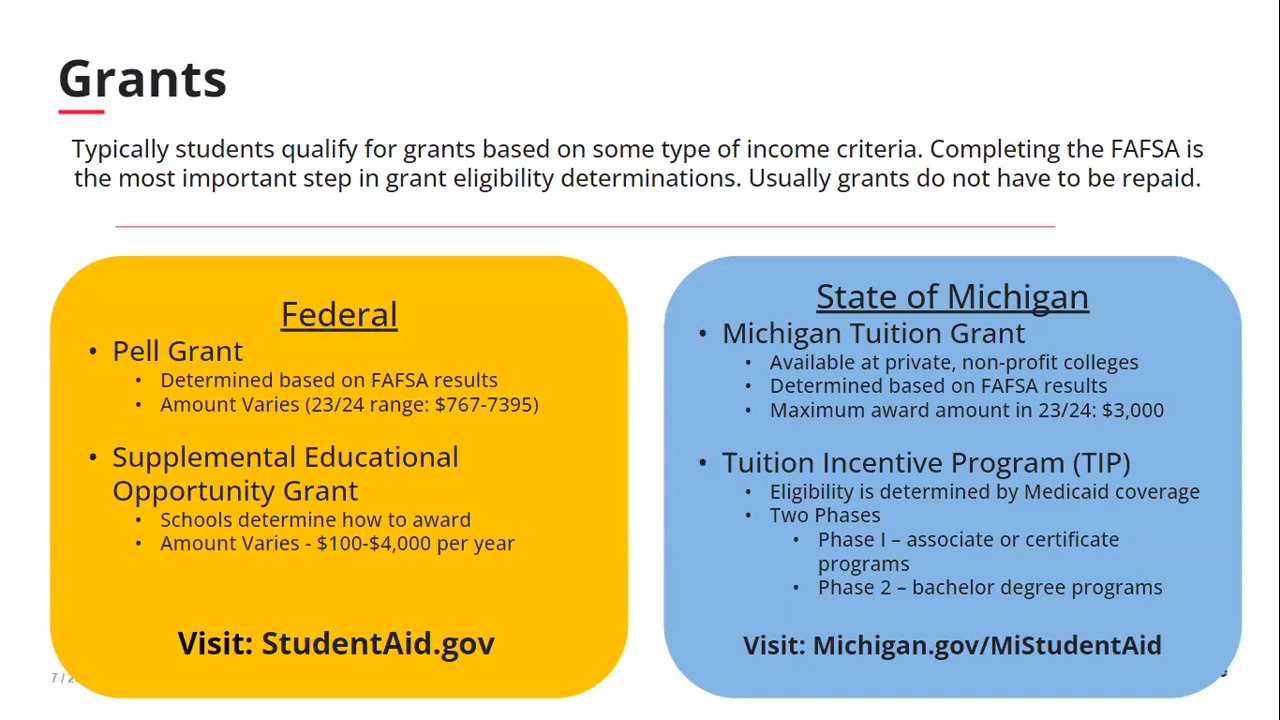 Grants
Typically students qualify for grants based on some type of income criteria. Completing the FAFSA is
the most important step in grant eligibility determinations. Usually grants do not have to be repaid.
Federal
• Pell Grant
• Determined based on FAFSA results
• Amount Varies (23/24 range: $767-7395)
• Supplemental Educational
Opportunity Grant
• Schools determine how to award
• Amount Varies - $100-$4,000 per year
Visit: StudentAid.gov
State of Michigan
• Michigan Tuition Grant
• Available at private, non-profit colleges
• Determined based on FAFSA results
• Maximum award amount in 23/24: $3,000
• Tuition Incentive Program (TIP)
• Eligibility is determined by Medicaid coverage
• Two Phases
• Phase I – associate or certificate
programs
• Phase 2 – bachelor degree programs
Visit: Michigan.gov/MiStudentAid
7 /